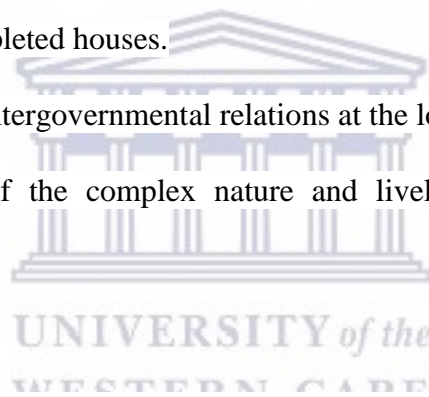 pleted houses.
ntergovernmental relations at the lo
f the complex nature and livel
UNIVERSITY of the
WESTERN CAPE